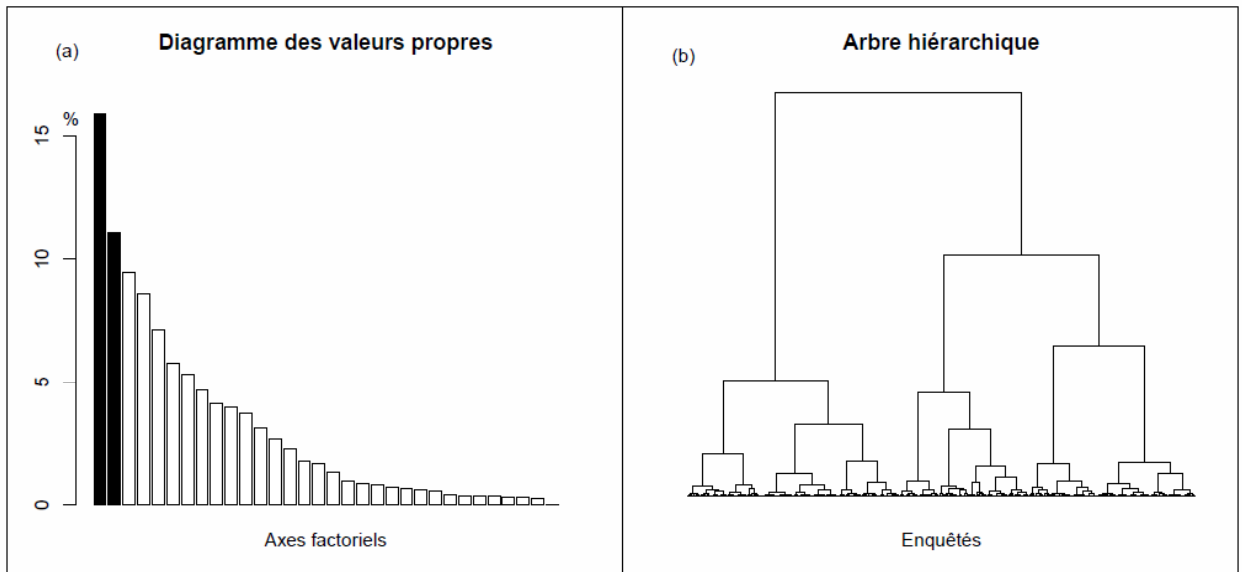 (a)
Diagramme des valeurs propres
%
15
10
5
0
Axes factoriels
(b)
Arbre hiérarchique
Enquêtés